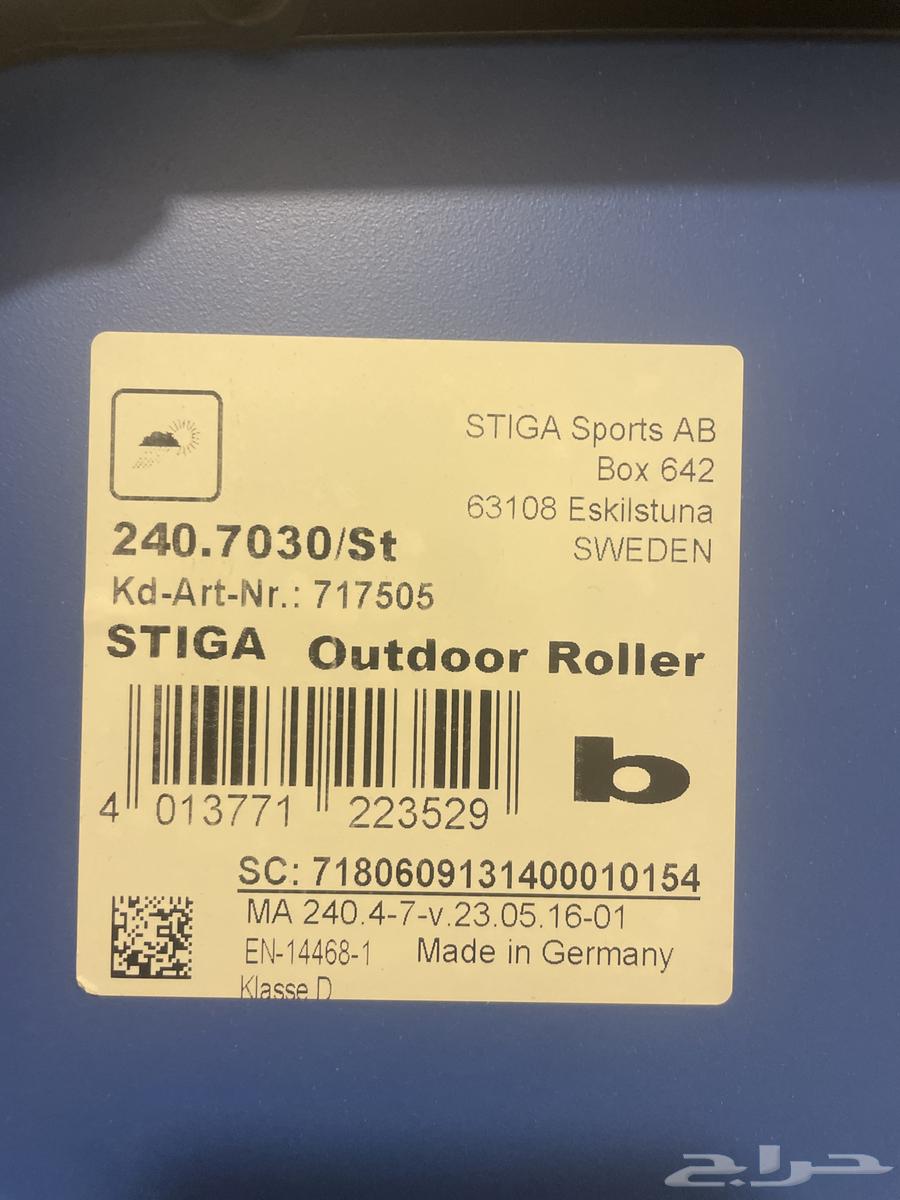 STIGA Sports AB
Box 642
63108 Eskilstuna
SWEDEN
240.7030/St
Kd-Art-Nr.: 717505
STIGA Outdoor Roller
4 013771 223529
b
SC: 7180609131400010154
MA 240.4-7-v.23.05.16-01
EN-14468-1 Made in Germany
Klasse D
حراج